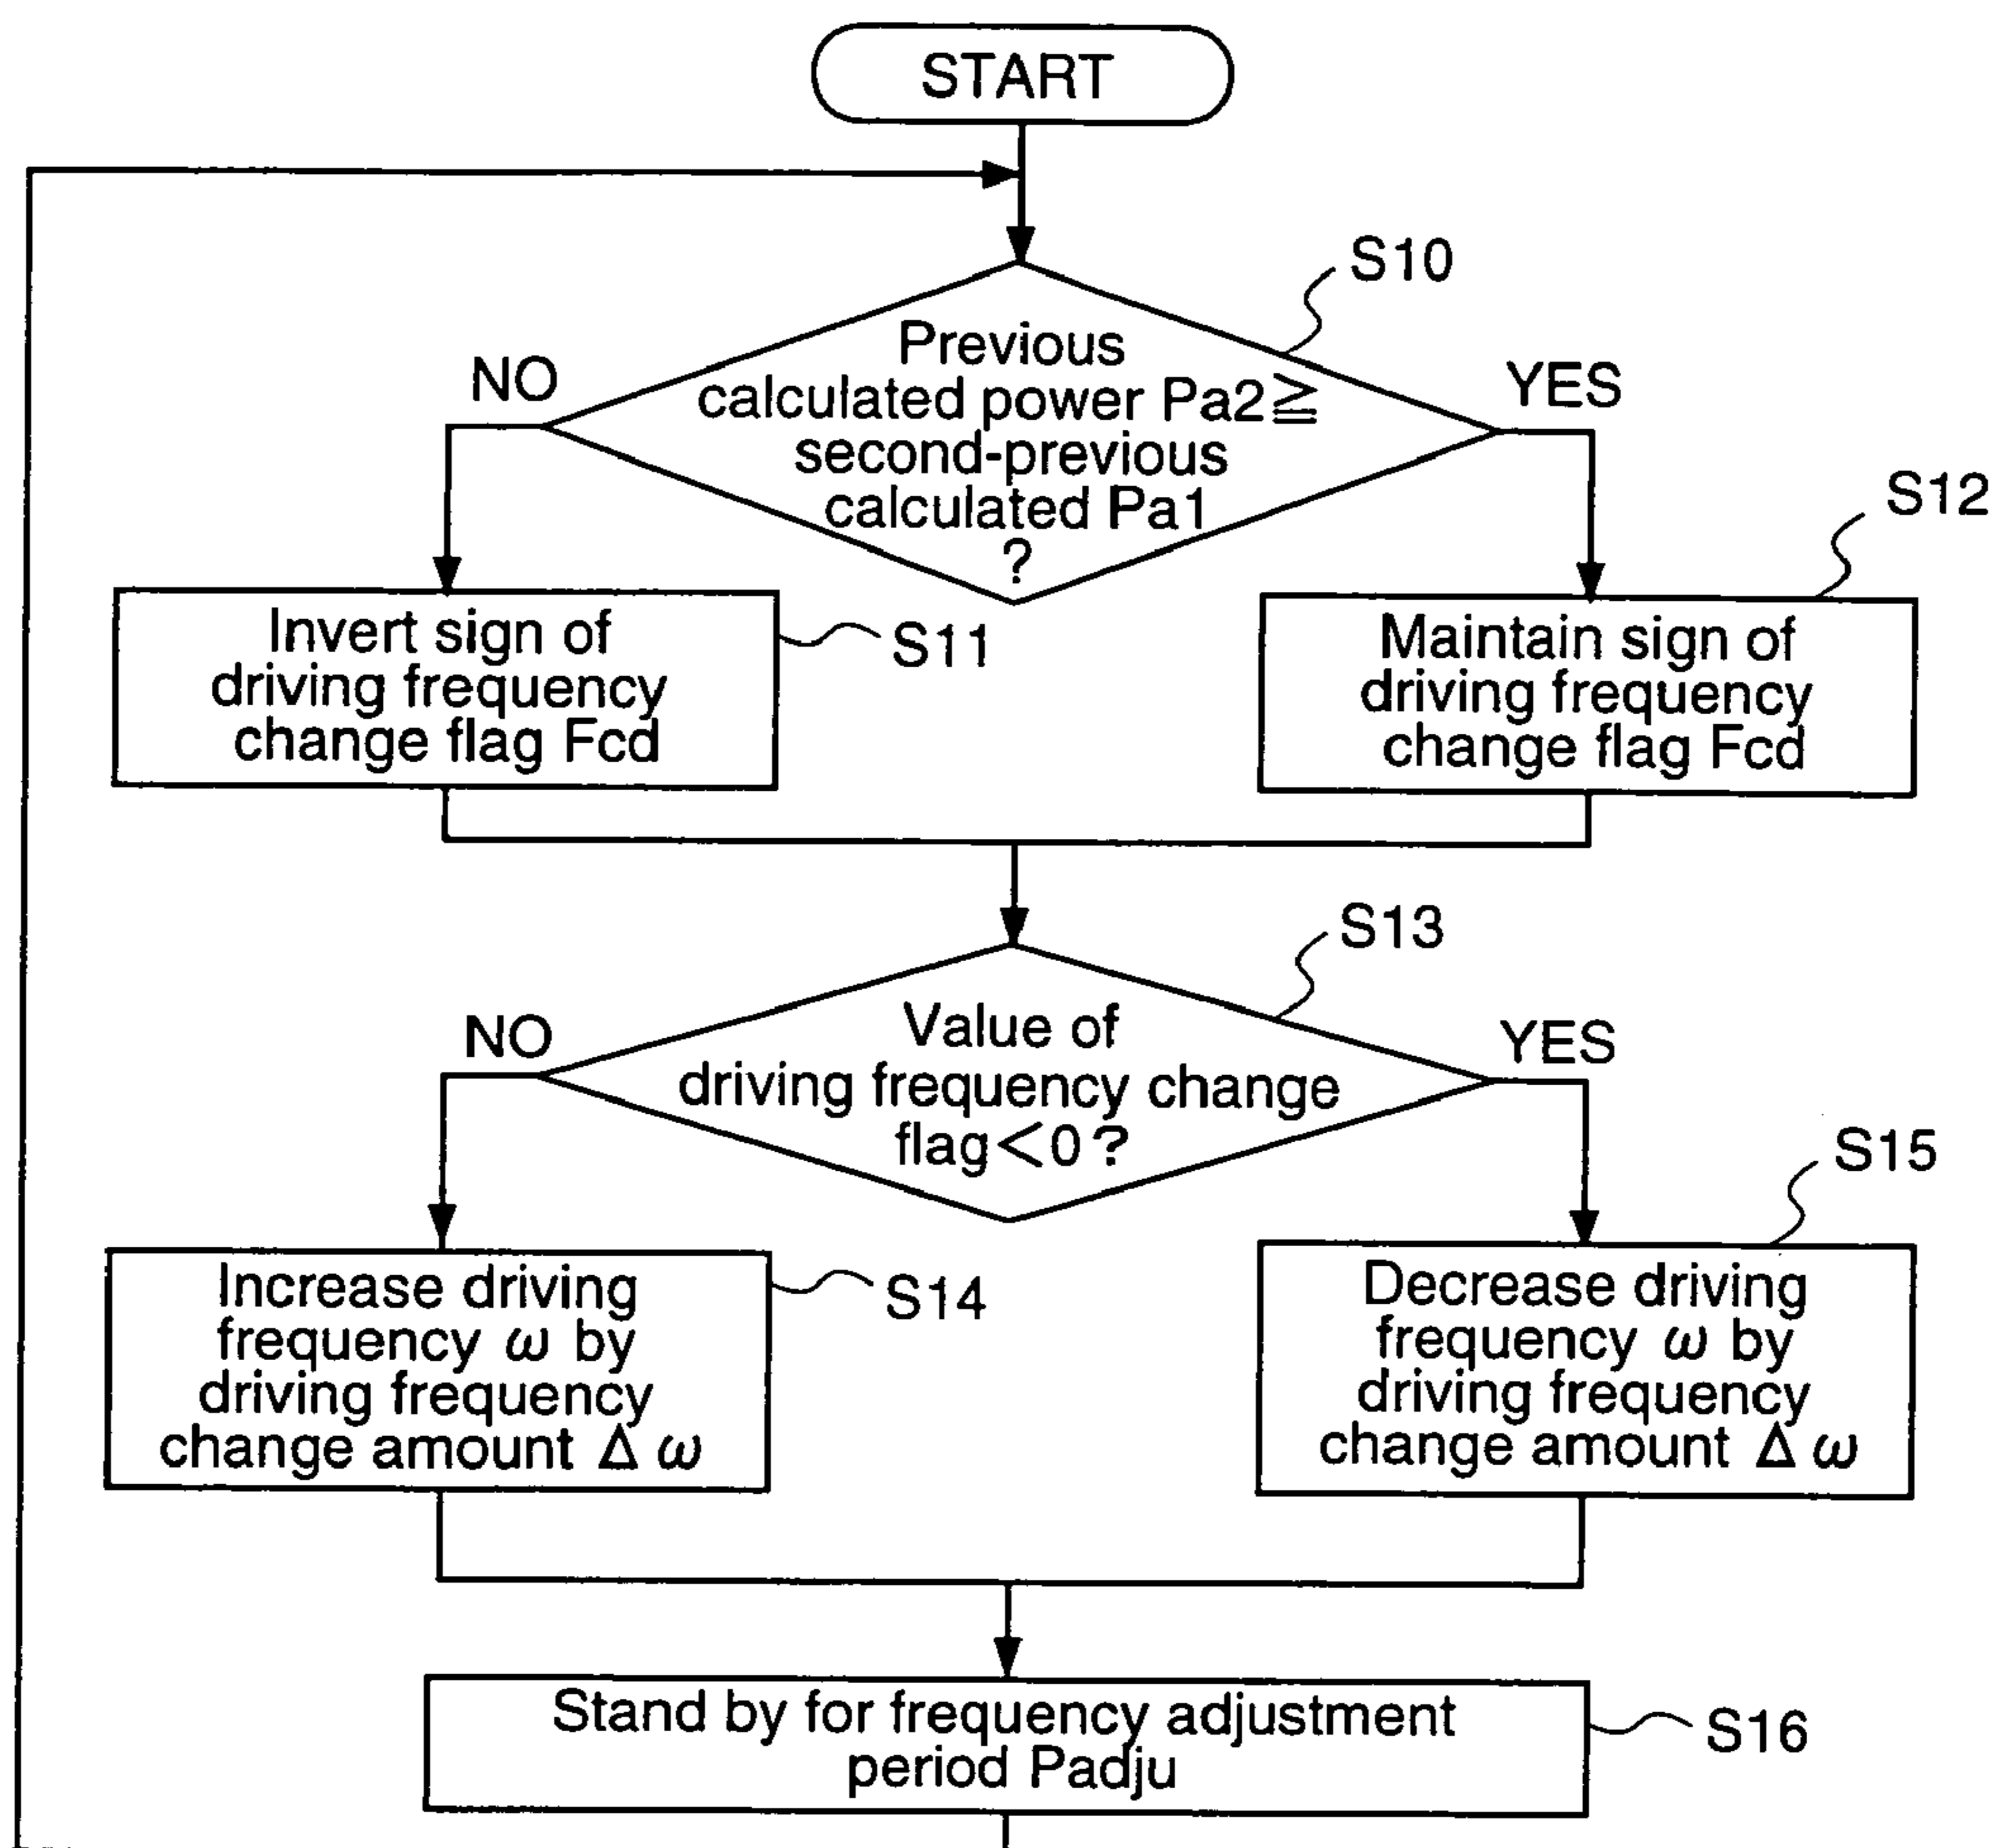 START
S10
Previous
calculated power Pa2≧
second-previous
calculated Pa1
?
NO
YES
S11
Invert sign of
driving frequency
change flag Fcd
S12
Maintain sign of
driving frequency
change flag Fcd
S13
Value of
driving frequency change
flag<0?
NO
YES
S14
Increase driving
frequency ω by
driving frequency
change amount Δω
S15
Decrease driving
frequency ω by
driving frequency
change amount Δω
Stand by for frequency adjustment
period Padju
S16